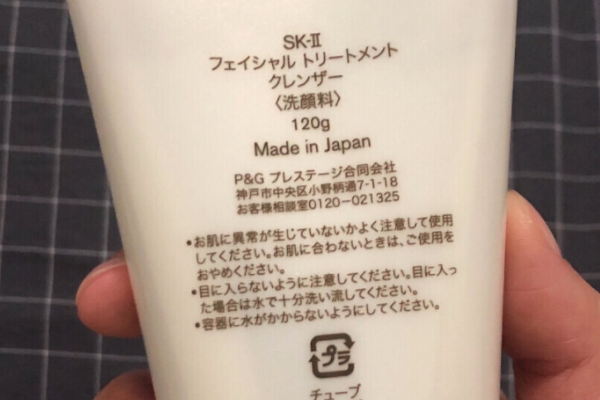 SK-Ⅱ
フェイシャル トリートメント
クレンザー
〈洗顔料〉
120g
Made in Japan
P&G プレステージ合同会社
神戸市中央区小野柄通7-1-18
お客様相談室0120-021325
•お肌に異常が生じていないかよく注意して使用
してください。お肌に合わないときは、ご使用を
おやめください。
•目に入らないように注意してください。目に入っ
た場合は水で十分洗い流してください。
•容器に水がかからないようにしてください。
プラ
チューブ